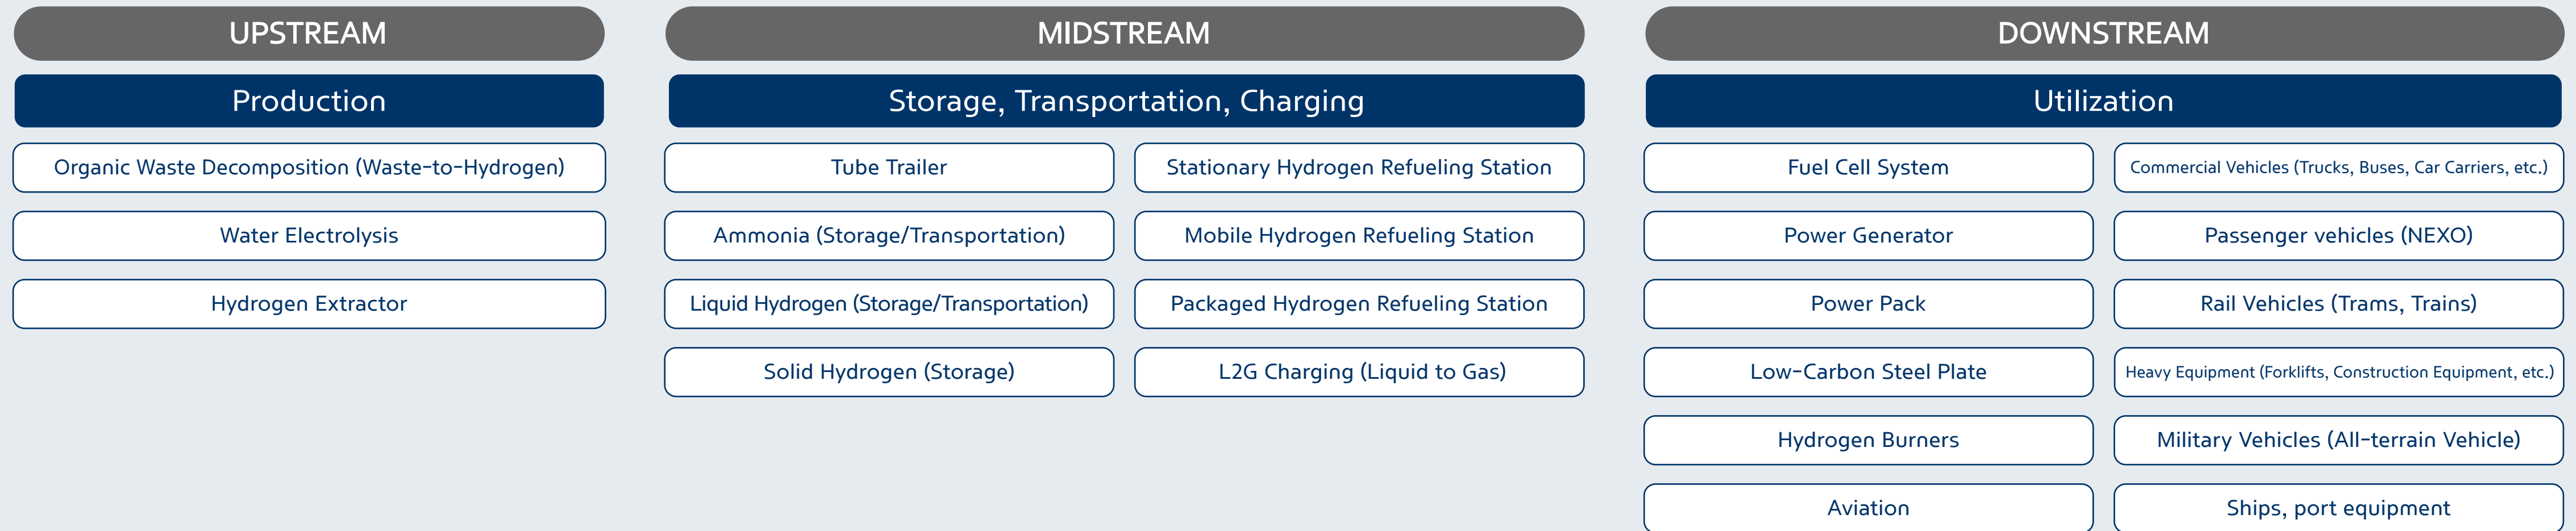 UPSTREAM
Production
Organic Waste Decomposition (Waste-to-Hydrogen)
Water Electrolysis
Hydrogen Extractor
MIDSTREAM
Storage, Transportation, Charging
Tube Trailer
Ammonia (Storage/Transportation)
Liquid Hydrogen (Storage/Transportation)
Solid Hydrogen (Storage)
Stationary Hydrogen Refueling Station
Mobile Hydrogen Refueling Station
Packaged Hydrogen Refueling Station
L2G Charging (Liquid to Gas)
DOWNSTREAM
Utilization
Fuel Cell System
Power Generator
Power Pack
Low-Carbon Steel Plate
Hydrogen Burners
Aviation
Commercial Vehicles (Trucks, Buses, Car Carriers, etc.)
Passenger vehicles (NEXO)
Rail Vehicles (Trams, Trains)
Heavy Equipment (Forklifts, Construction Equipment, etc.)
Military Vehicles (All-terrain Vehicle)
Ships, port equipment